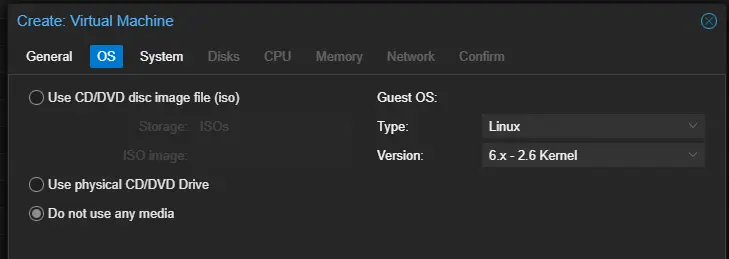 Create: Virtual Machine
General OS System Disks CPU Memory Network Confirm
Use CD/DVD disc image file (iso) Guest OS:
Storage: ISOs Type: Linux
ISO image: Version: 6.x - 2.6 Kernel
Use physical CD/DVD Drive
Do not use any media